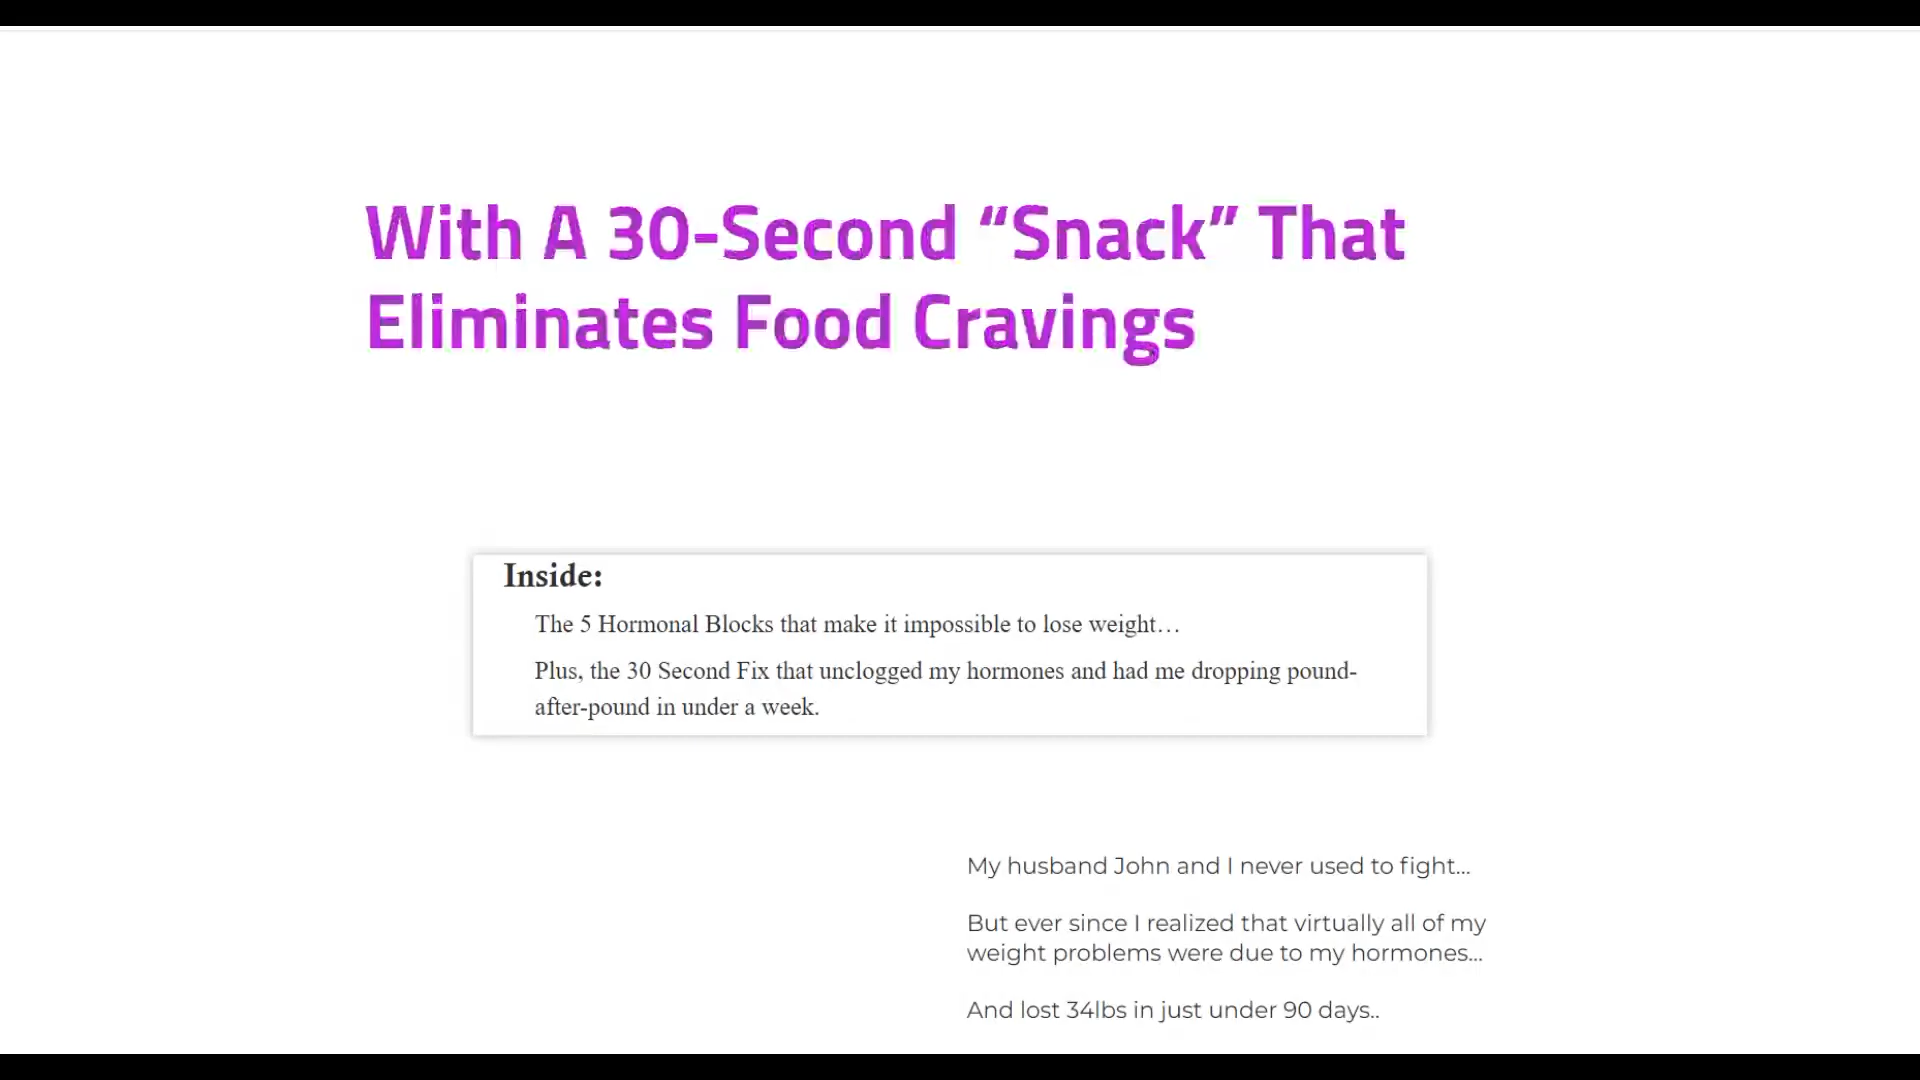 With A 30-Second “Snack” That
Eliminates Food Cravings
Inside:
The 5 Hormonal Blocks that make it impossible to lose weight…
Plus, the 30 Second Fix that unclogged my hormones and had me dropping pound-
after-pound in under a week.
My husband John and I never used to fight...
But ever since I realized that virtually all of my
weight problems were due to my hormones...
And lost 34lbs in just under 90 days..